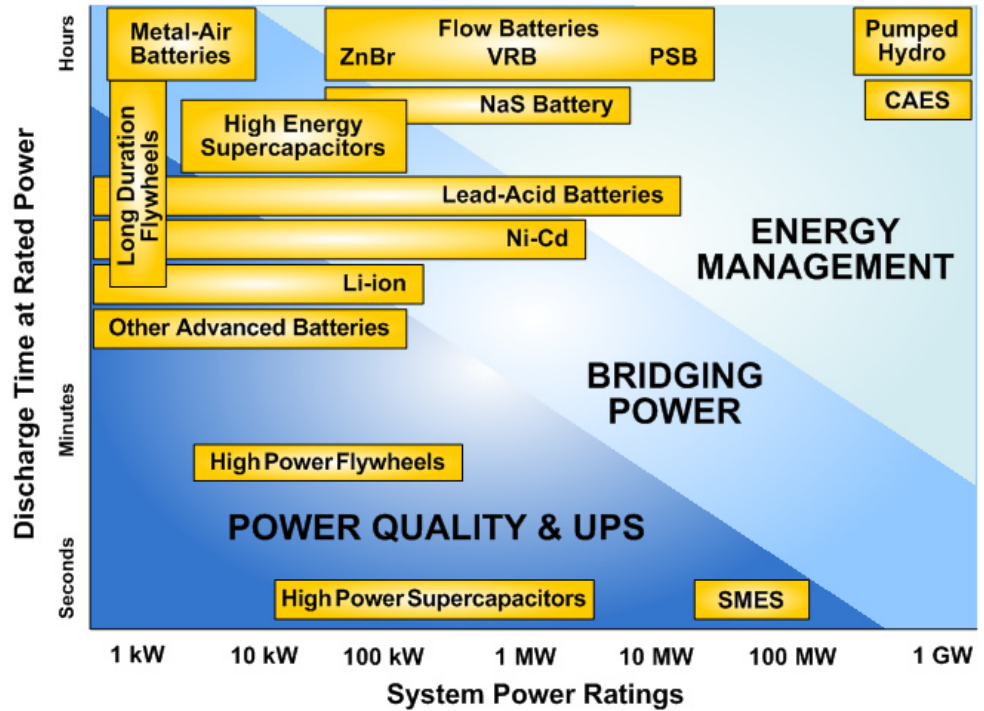 Hours
Metal-Air
Batteries
Flow Batteries
ZnBr VRB PSB
Pumped
Hydro
NaS Battery
CAES
High Energy
Supercapacitors
Long Duration
Flywheels
Lead-Acid Batteries
Ni-Cd
ENERGY
MANAGEMENT
Li-ion
Other Advanced Batteries
Discharge Time at Rated Power
Minutes
BRIDGING
POWER
High Power Flywheels
POWER QUALITY & UPS
Seconds
High Power Supercapacitors
SMES
1 kW 10 kW 100 kW 1 MW 10 MW 100 MW 1 GW
System Power Ratings